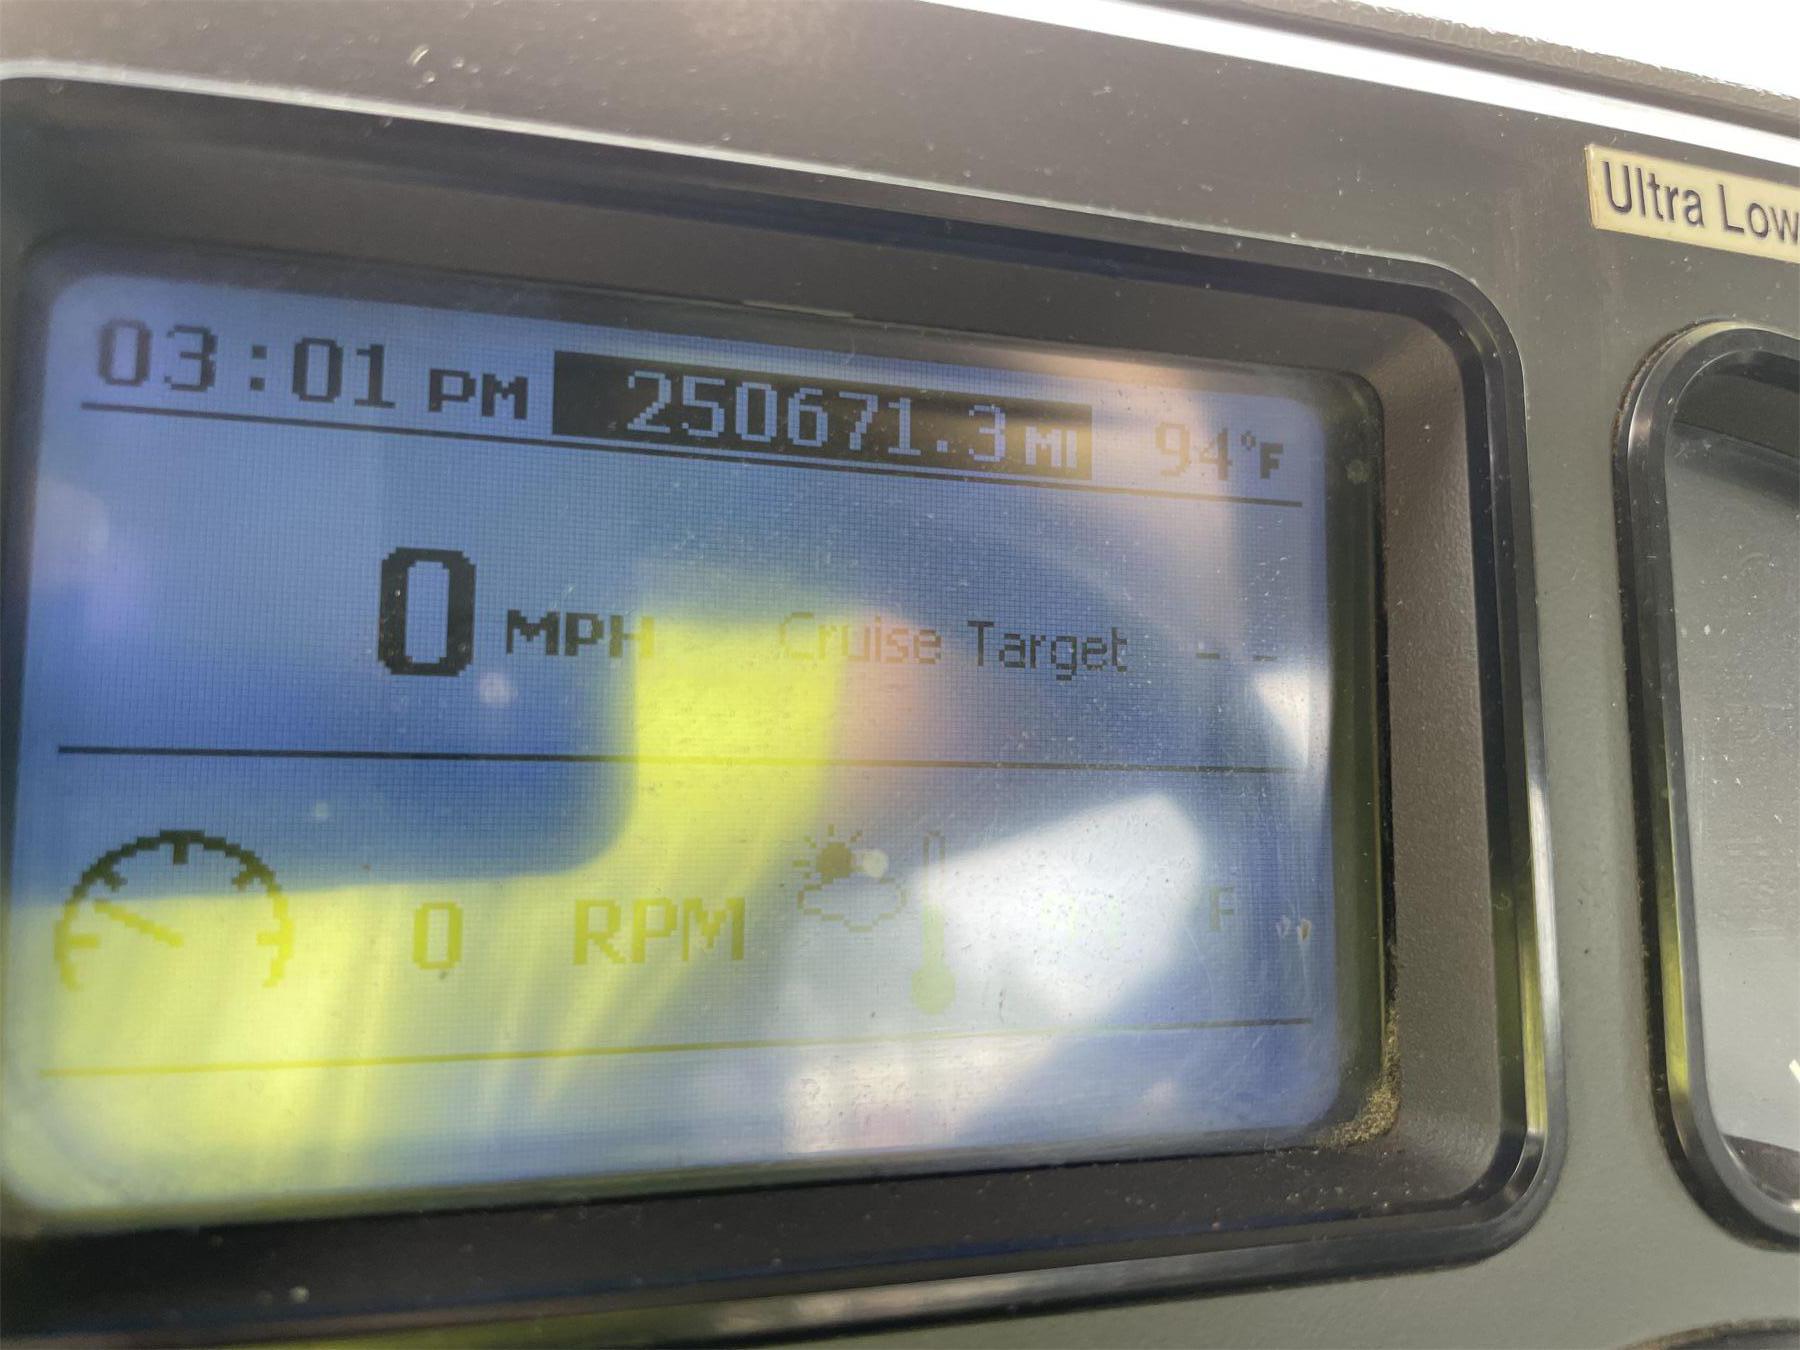 Ultra Low
03:01 PM 250671.3 MI 94°F
0 MPH Cruise Target - -
0 RPM F